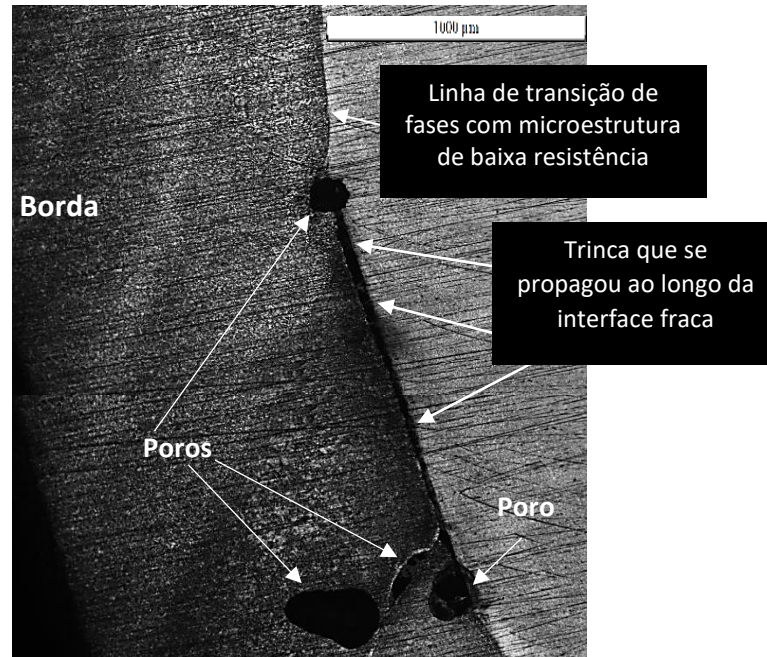 1000 µm
Linha de transição de
fases com microestrutura
de baixa resistência
Borda
Trinca que se
propagou ao longo da
interface fraca
Poros
Poro